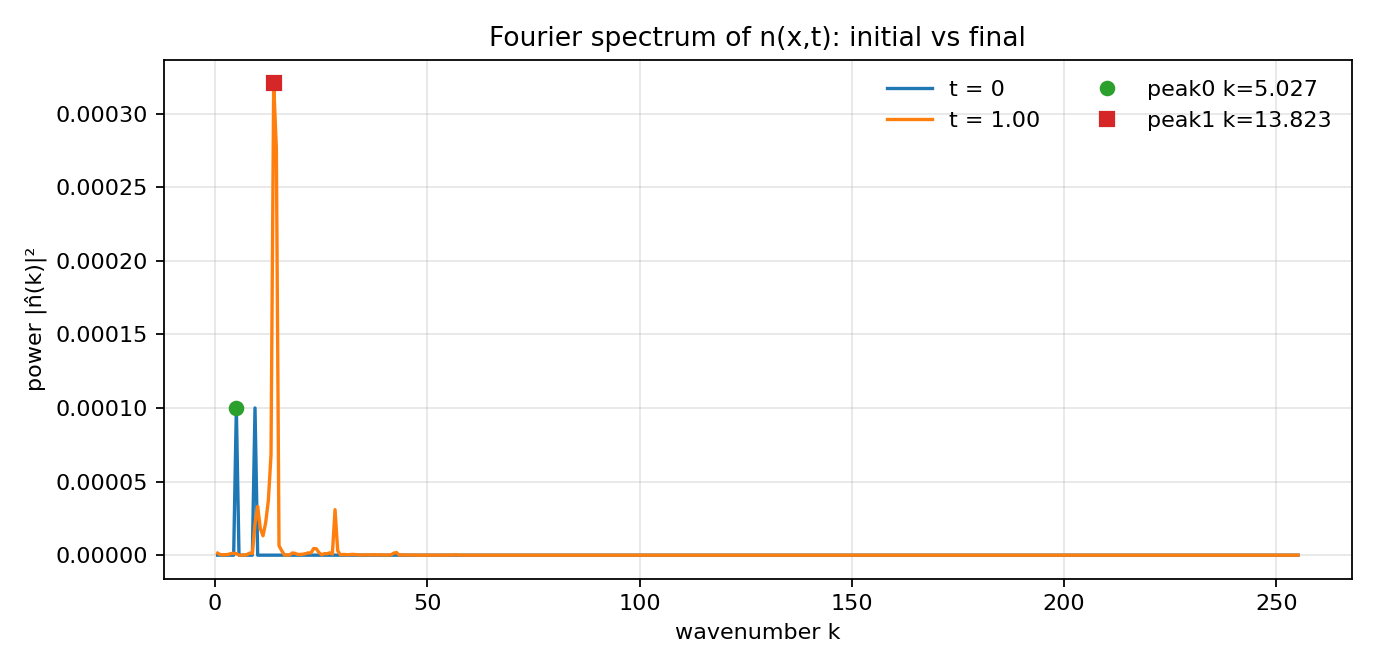 Fourier spectrum of n(x,t): initial vs final
t = 0
t = 1.00
peak0 k=5.027
peak1 k=13.823
power |n̂(k)|²
0.00030
0.00025
0.00020
0.00015
0.00010
0.00005
0.00000
0 50 100 150 200 250
wavenumber k